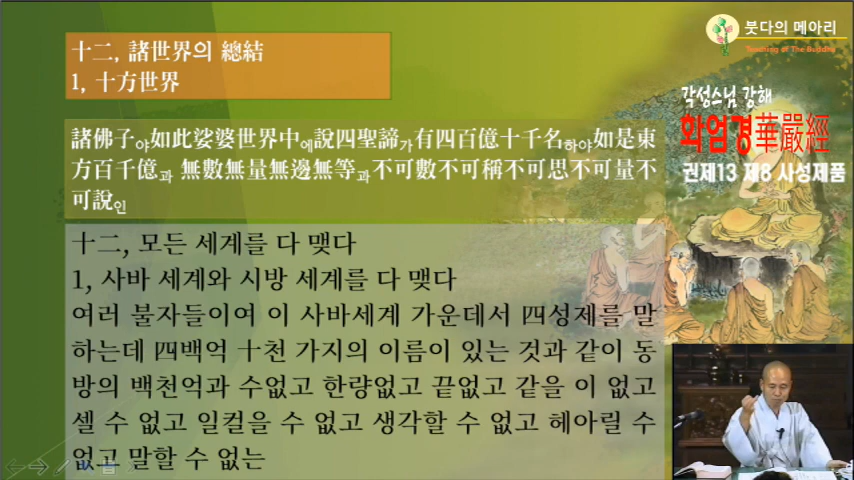 十二, 諸世界의 總結
1, 十方世界
諸佛子야如此娑婆世界中에說四聖諦가有四百億十千名하야如是東
方百千億과 無數無量無邊無等과不可數不可稱不可思不可量不
可說인
十二, 모든 세계를 다 맺다
1, 사바 세계와 시방 세계를 다 맺다
여러 불자들이여 이 사바세계 가운데서 四성제를 말
하는데 四백억 十천 가지의 이름이 있는 것과 같이 동
방의 백천억과 수없고 한량없고 끝없고 같을 이 없고
셀 수 없고 일컬을 수 없고 생각할 수 없고 헤아릴 수
없고 말할 수 없는
붓다의 메아리
Teaching of The Buddha
각성스님 강해
화엄경華嚴經
권제13 제8 사성제품